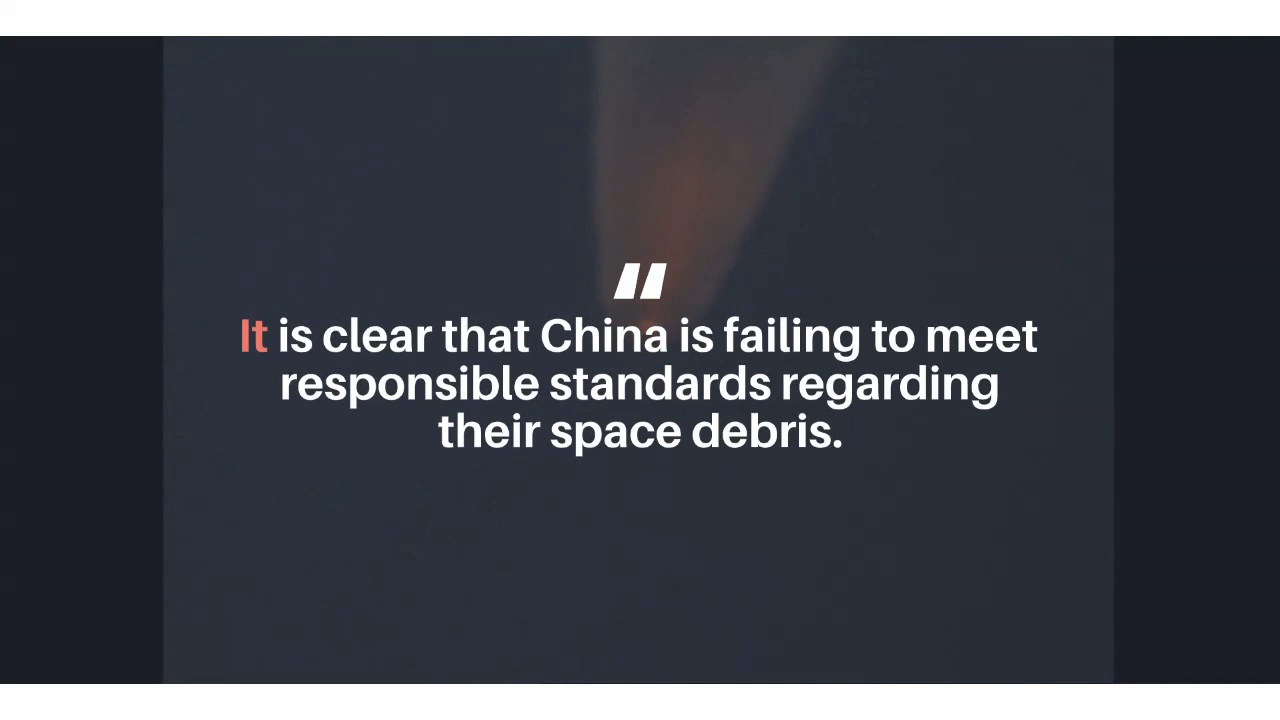 "
It is clear that China is failing to meet
responsible standards regarding
their space debris.